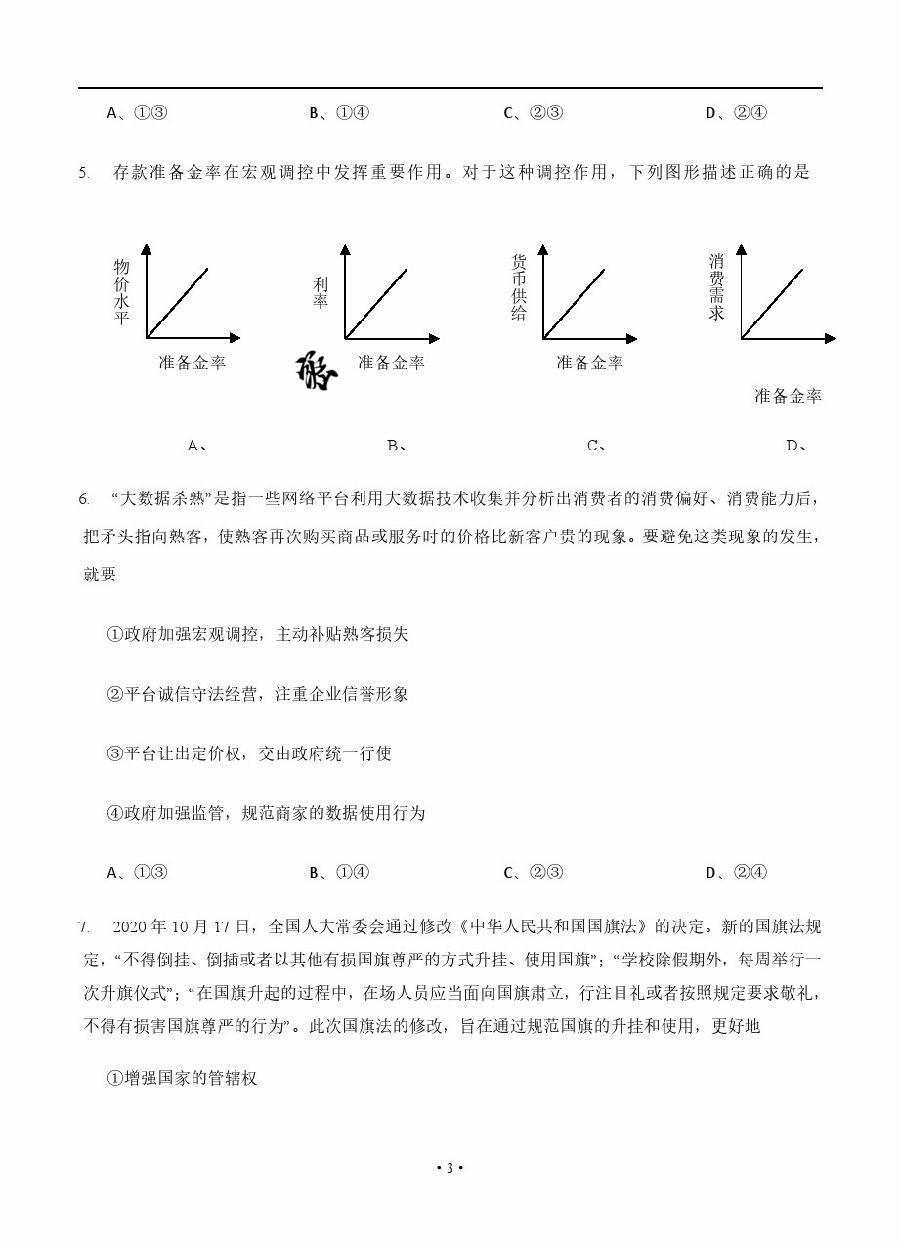 A、①③ B、①④ C、②③ D、②④
5. 存款准备金率在宏观调控中发挥重要作用。对于这种调控作用，下列图形描述正确的是
物价水平 利率 货币供给 消费需求
准备金率 准备金率 准备金率
准备金率
A、 B、 C、 D、
6. “大数据杀熟”是指一些网络平台利用大数据技术收集并分析出消费者的消费偏好、消费能力后，
把矛头指向熟客，使熟客再次购买商品或服务时的价格比新客户贵的现象。要避免这类现象的发生，
就要
①政府加强宏观调控，主动补贴熟客损失
②平台诚信守法经营，注重企业信誉形象
③平台让出定价权，交由政府统一行使
④政府加强监管，规范商家的数据使用行为
A、①③ B、①④ C、②③ D、②④
7. 2020 年 10 月 17 日，全国人大常委会通过修改《中华人民共和国国旗法》的决定。新的国旗法规
定，“不得倒挂、倒插或者以其他有损国旗尊严的方式升挂、使用国旗”；“学校除假期外，每周举行一
次升旗仪式”；“在国旗升起的过程中，在场人员应当面向国旗肃立，行注目礼或者按照规定要求敬礼，
不得有损害国旗尊严的行为”。此次国旗法的修改，旨在通过规范国旗的升挂和使用，更好地
①增强国家的管辖权
·3·